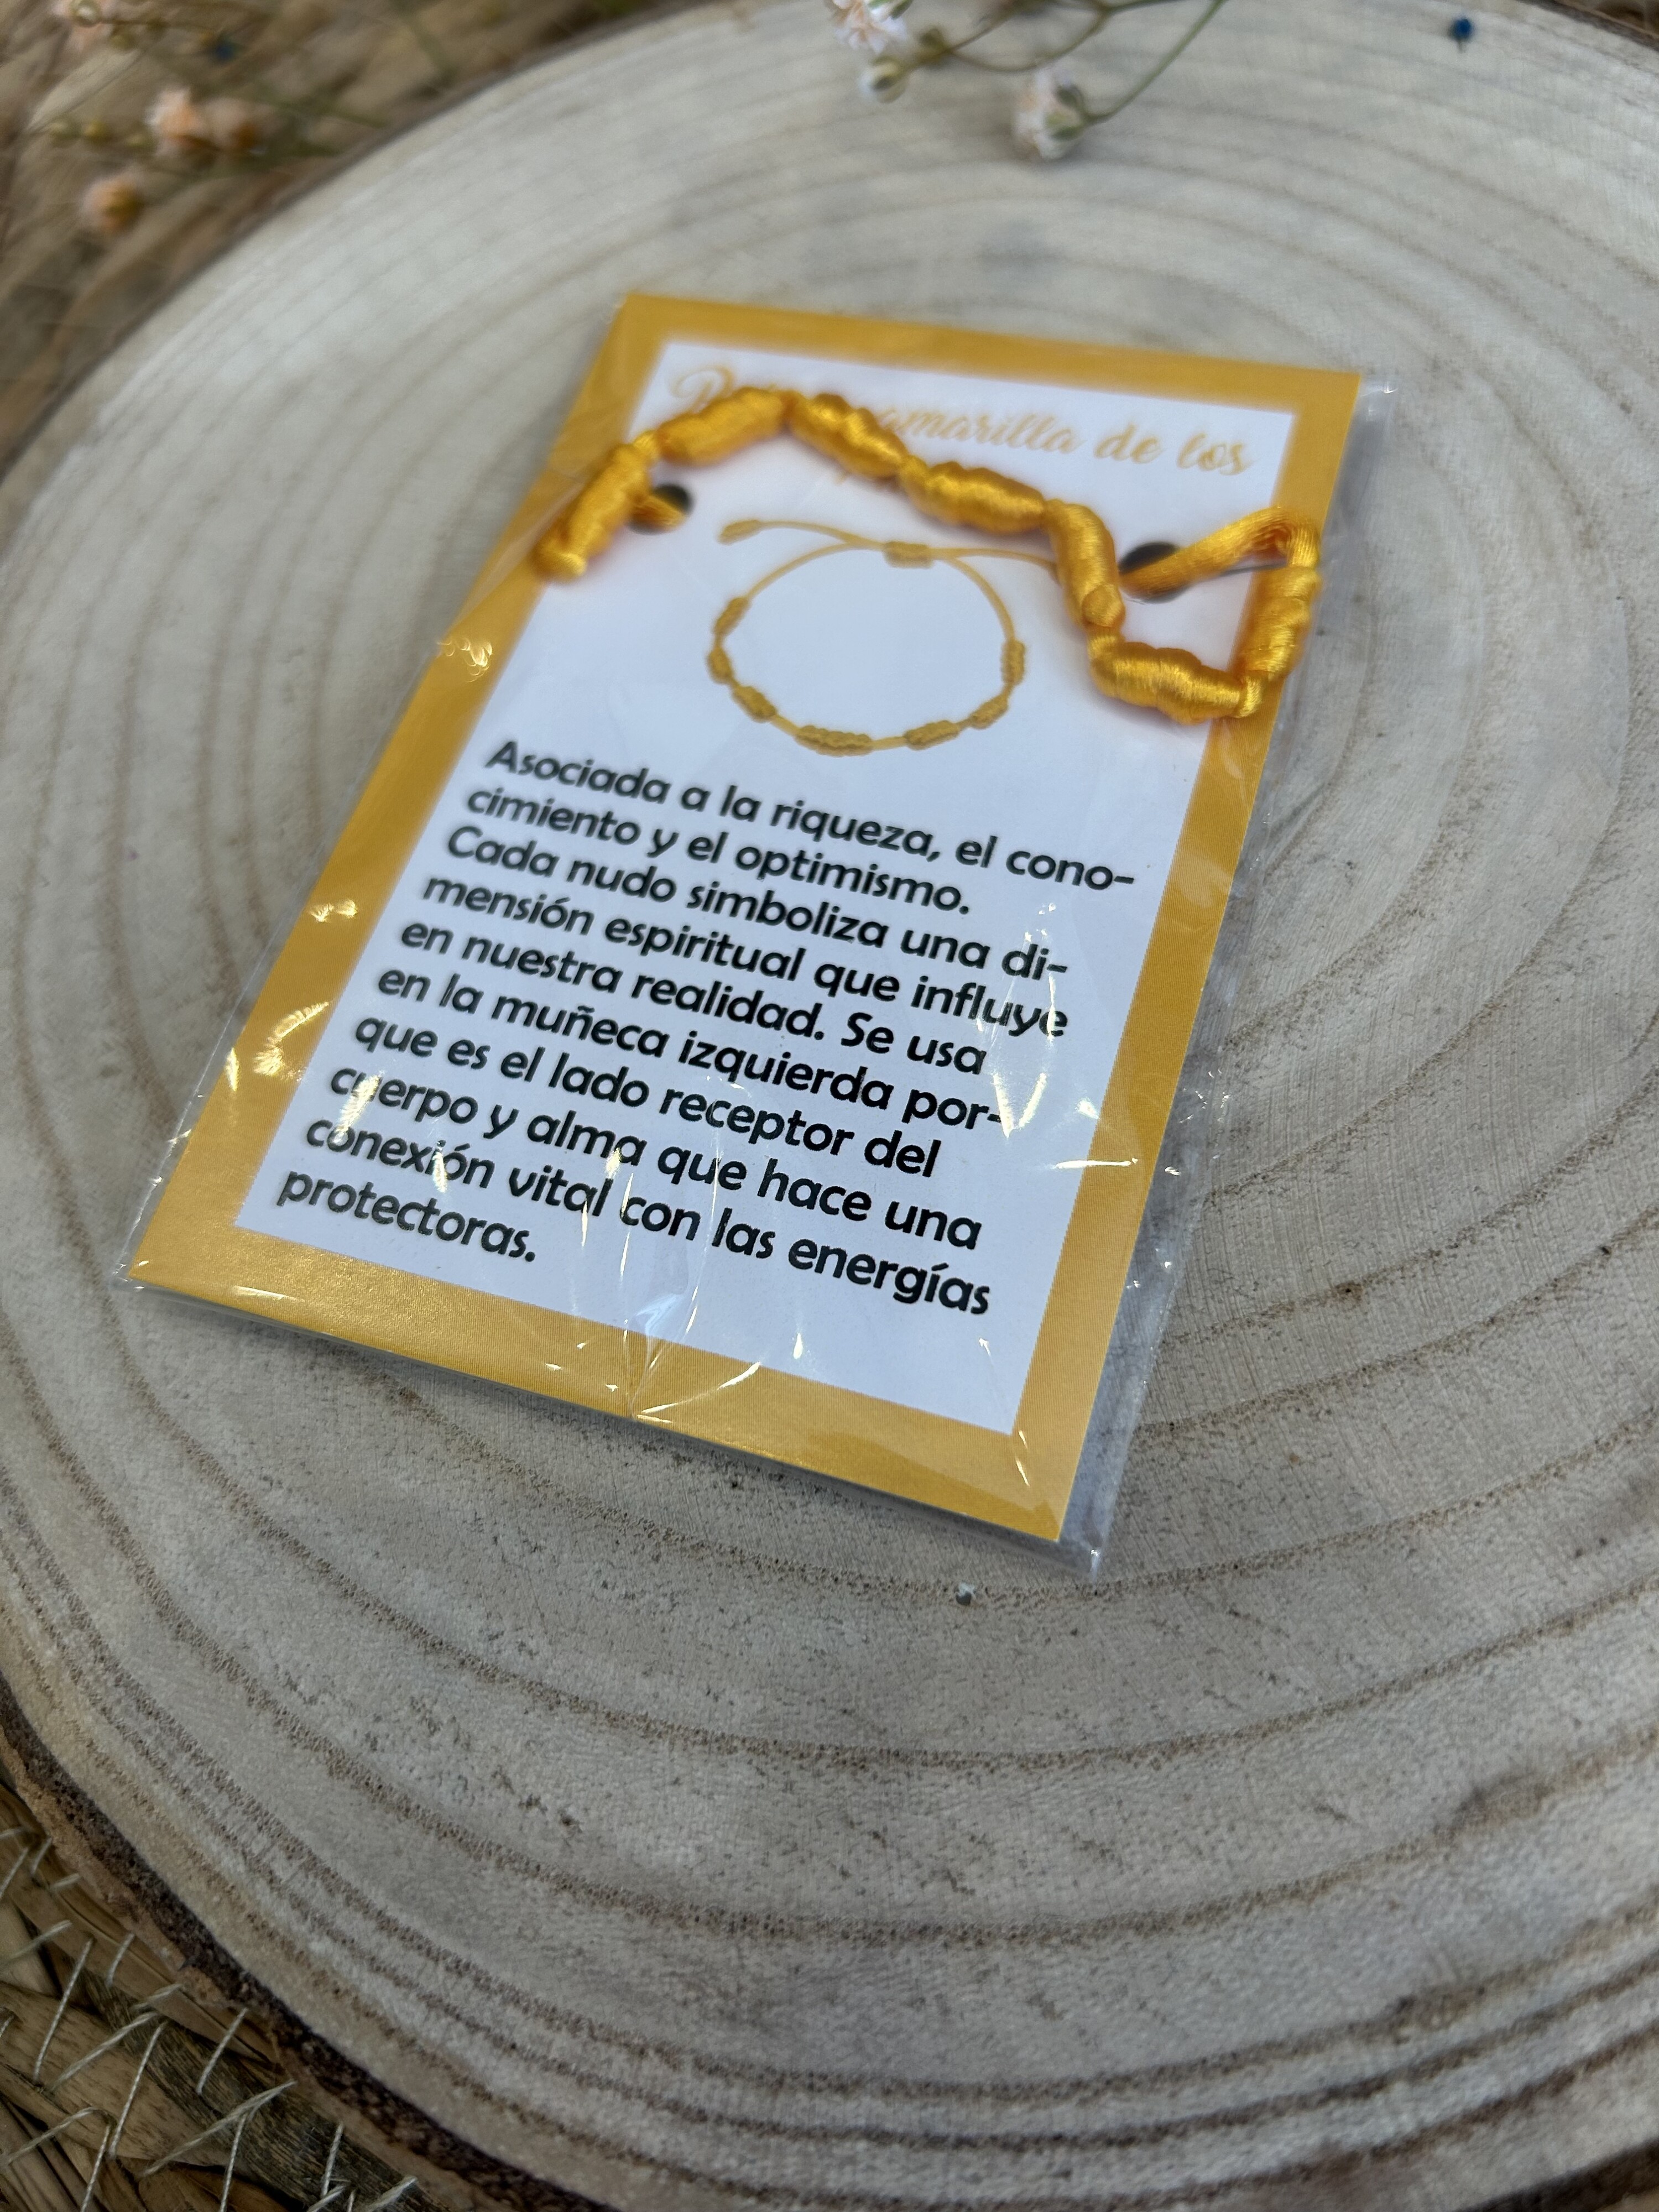 amarilla de los
Asociada a la riqueza, el cono-
cimiento y el optimismo.
Cada nudo simboliza una di-
mensión espiritual que influye
en nuestra realidad. Se usa
en la muñeca izquierda por-
que es el lado receptor del
cuerpo y alma que hace una
conexión vital con las energías
protectoras.